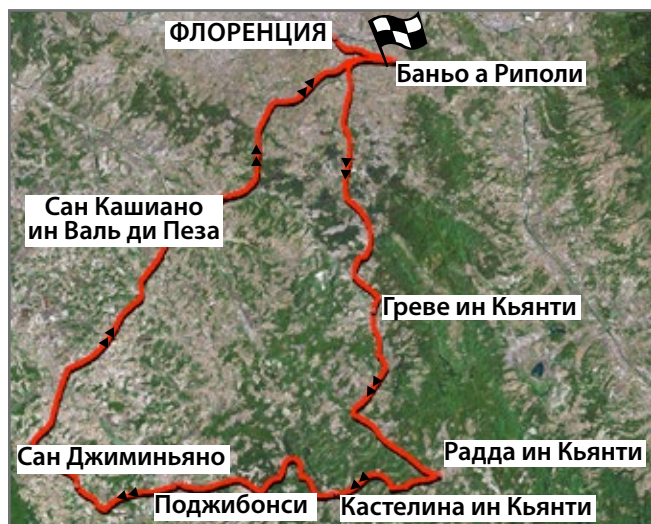 ФЛОРЕНЦИЯ
Баньо а Риполи
Сан Кашиано
ин Валь ди Пеза
Греве ин Кьянти
Сан Джиминьяно
Радда ин Кьянти
Поджибонси
Кастелина ин Кьянти